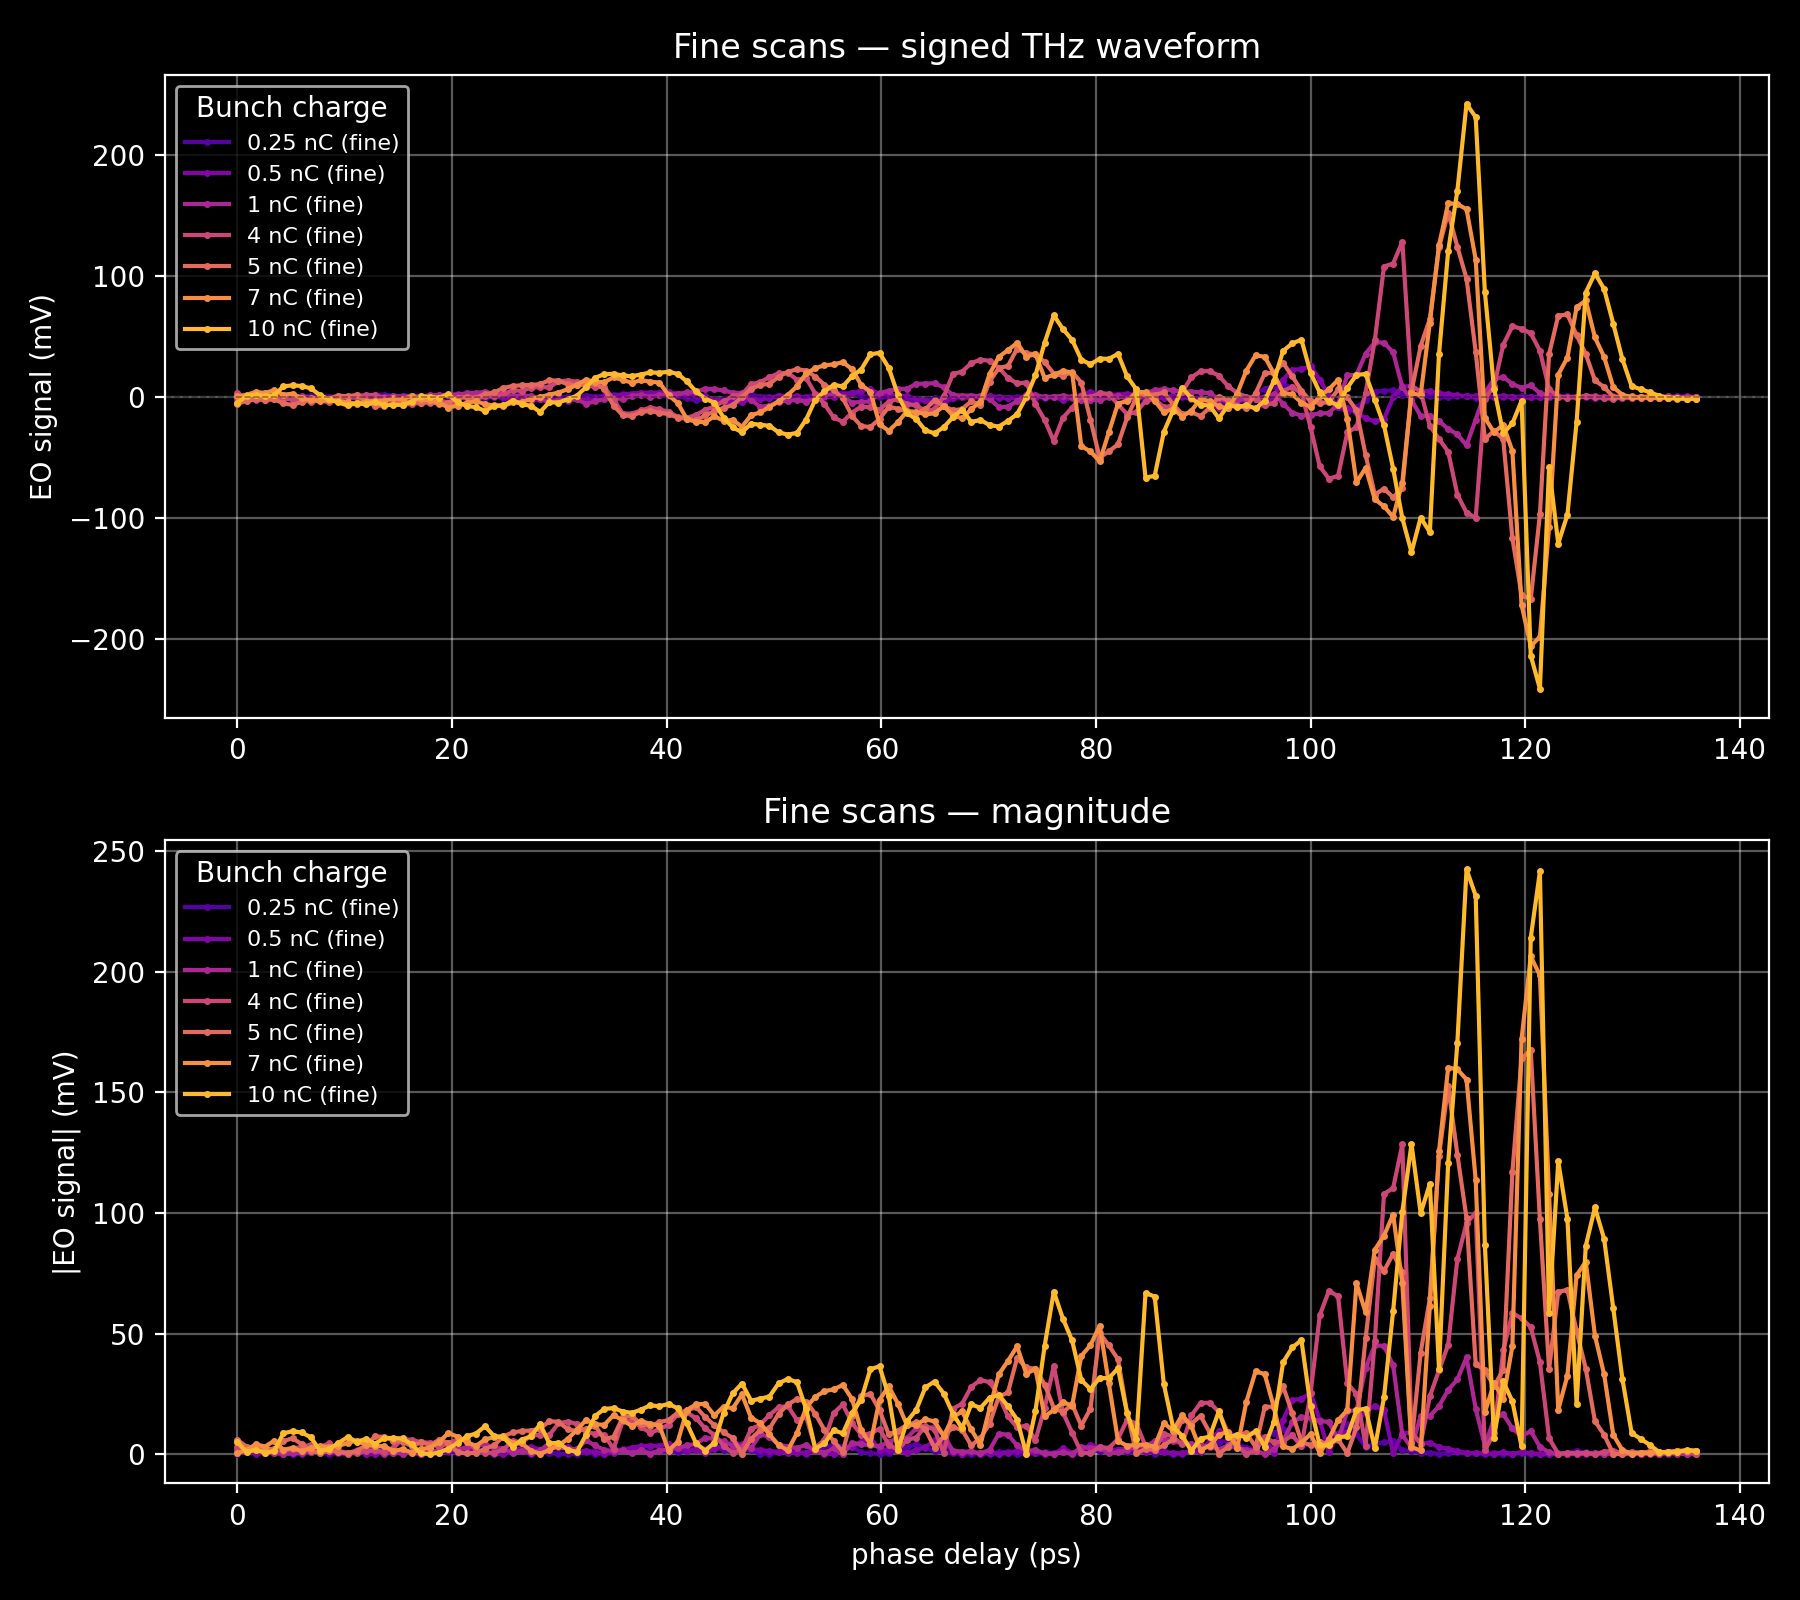 Fine scans — signed THz waveform
Bunch charge
0.25 nC (fine)
0.5 nC (fine)
1 nC (fine)
4 nC (fine)
5 nC (fine)
7 nC (fine)
10 nC (fine)
EO signal (mV)
200
100
0
−100
−200
0 20 40 60 80 100 120 140
Fine scans — magnitude
Bunch charge
0.25 nC (fine)
0.5 nC (fine)
1 nC (fine)
4 nC (fine)
5 nC (fine)
7 nC (fine)
10 nC (fine)
|EO signal| (mV)
250
200
150
100
50
0
0 20 40 60 80 100 120 140
phase delay (ps)